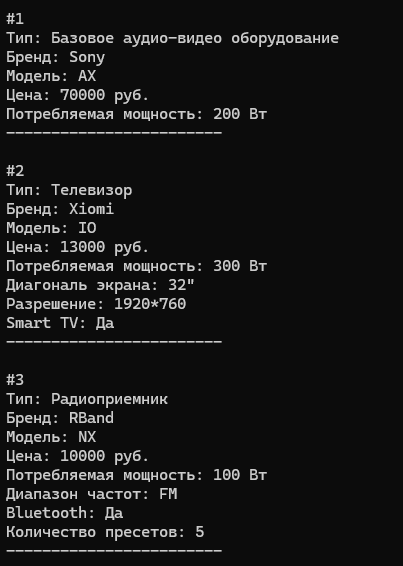 #1
Тип: Базовое аудио-видео оборудование
Бренд: Sony
Модель: AX
Цена: 70000 руб.
Потребляемая мощность: 200 Вт
------------------------
#2
Тип: Телевизор
Бренд: Xiomi
Модель: IO
Цена: 13000 руб.
Потребляемая мощность: 300 Вт
Диагональ экрана: 32"
Разрешение: 1920*760
Smart TV: Да
------------------------
#3
Тип: Радиоприемник
Бренд: RBand
Модель: NX
Цена: 10000 руб.
Потребляемая мощность: 100 Вт
Диапазон частот: FM
Bluetooth: Да
Количество пресетов: 5
------------------------